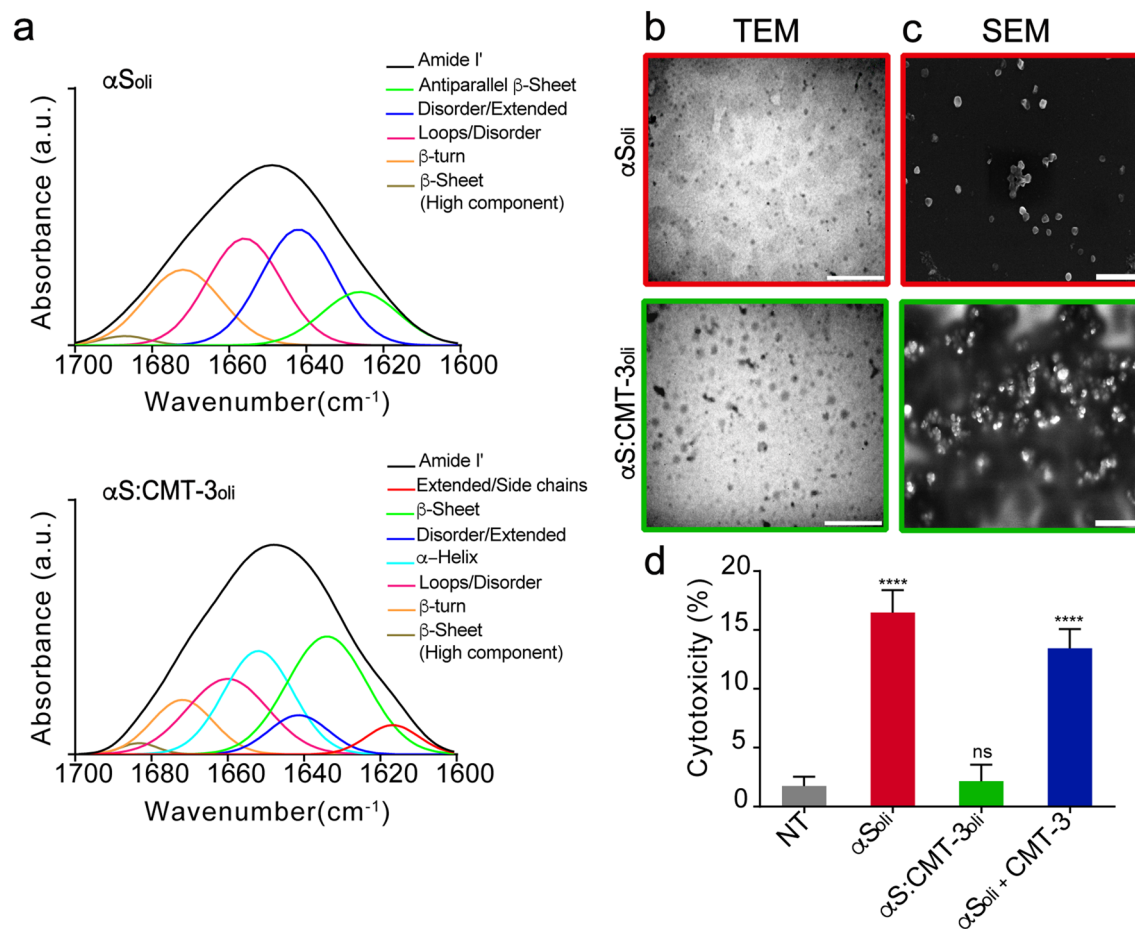 a
αSoli
Amide I'
Antiparallel β-Sheet
Disorder/Extended
Loops/Disorder
β-turn
β-Sheet
(High component)
Absorbance (a.u.)
1700 1680 1660 1640 1620 1600
Wavenumber(cm-1)
αS:CMT-3oli
Amide I'
Extended/Side chains
β-Sheet
Disorder/Extended
α–Helix
Loops/Disorder
β-turn
β-Sheet
(High component)
Absorbance (a.u.)
1700 1680 1660 1640 1620 1600
Wavenumber(cm-1)
b
TEM
c
SEM
αSoli
αS:CMT-3oli
d
Cytotoxicity (%)
20
15
10
5
0
****
ns
****
NT
αSoli
αS:CMT-3oli
αSoli + CMT-3